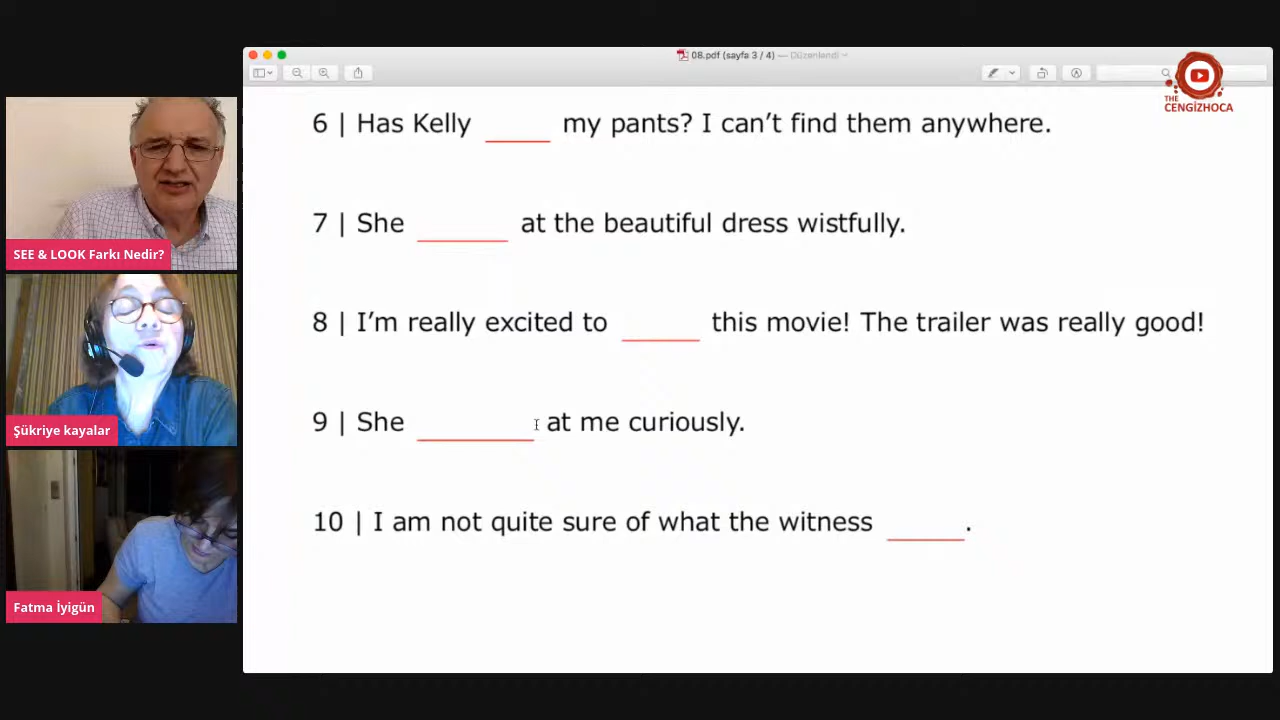 08.pdf (sayfa 3 / 4) — Düzenlendi
THE
CENGİZHOCA
6 | Has Kelly _____ my pants? I can't find them anywhere.
7 | She _______ at the beautiful dress wistfully.
8 | I'm really excited to ______ this movie! The trailer was really good!
9 | She _________ at me curiously.
10 | I am not quite sure of what the witness ______.
SEE & LOOK Farkı Nedir?
Şükriye kayalar
Fatma İyigün